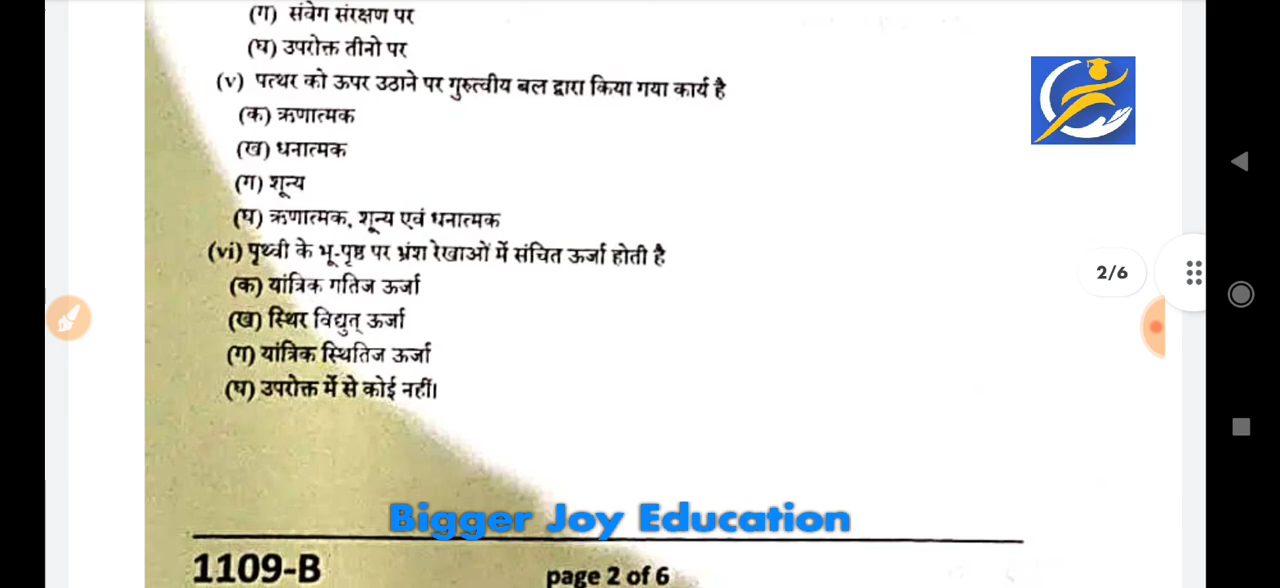 (ग) संवेग संरक्षण पर
(घ) उपरोक्त तीनो पर
(v) पत्थर को ऊपर उठाने पर गुरुत्वीय बल द्वारा किया गया कार्य है
(क) ऋणात्मक
(ख) धनात्मक
(ग) शून्य
(घ) ऋणात्मक, शून्य एवं धनात्मक
(vi) पृथ्वी के भू-पृष्ठ पर भ्रंश रेखाओं में संचित ऊर्जा होती है
(क) यांत्रिक गतिज ऊर्जा
2/6
(ख) स्थिर विद्युत् ऊर्जा
(ग) यांत्रिक स्थितिज ऊर्जा
(घ) उपरोक्त में से कोई नहीं।
Bigger Joy Education
1109-B
page 2 of 6